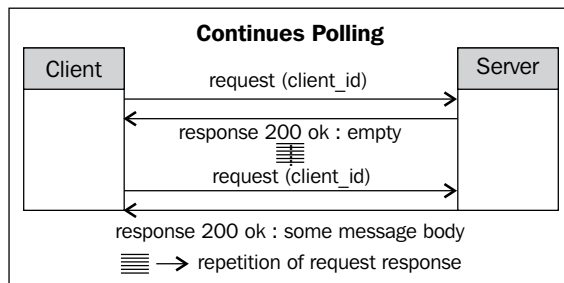 Continues Polling
Client
Server
request (client_id)
response 200 ok : empty
request (client_id)
response 200 ok : some message body
repetition of request response